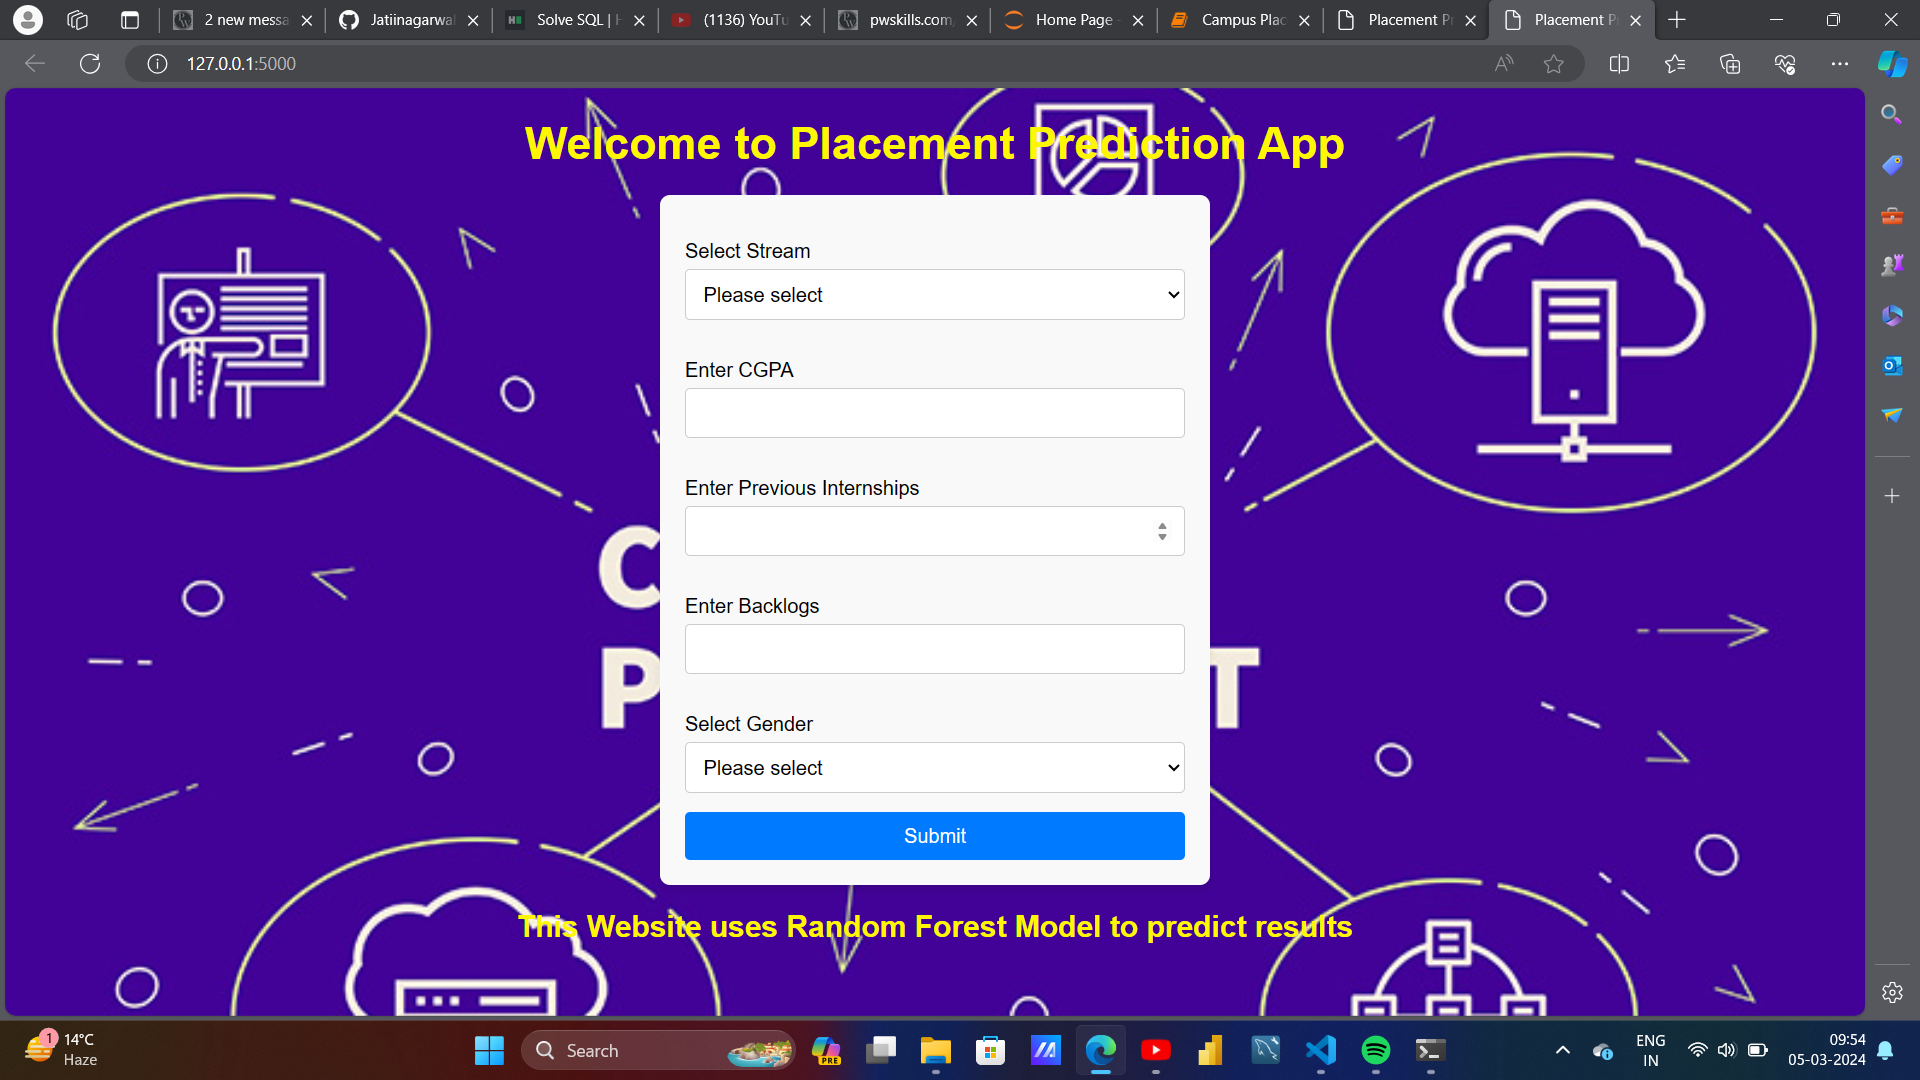 2 new messa
Jatiinagarwal
Solve SQL | H
(1136) YouTu
pwskills.com/
Home Page -
Campus Plac
Placement P
Placement P
127.0.0.1:5000
Welcome to Placement Prediction App
Select Stream
Please select
Enter CGPA
Enter Previous Internships
Enter Backlogs
Select Gender
Please select
Submit
C
P
T
This Website uses Random Forest Model to predict results
1
14°C
Haze
Search
PRE
ENG
IN
09:54
05-03-2024